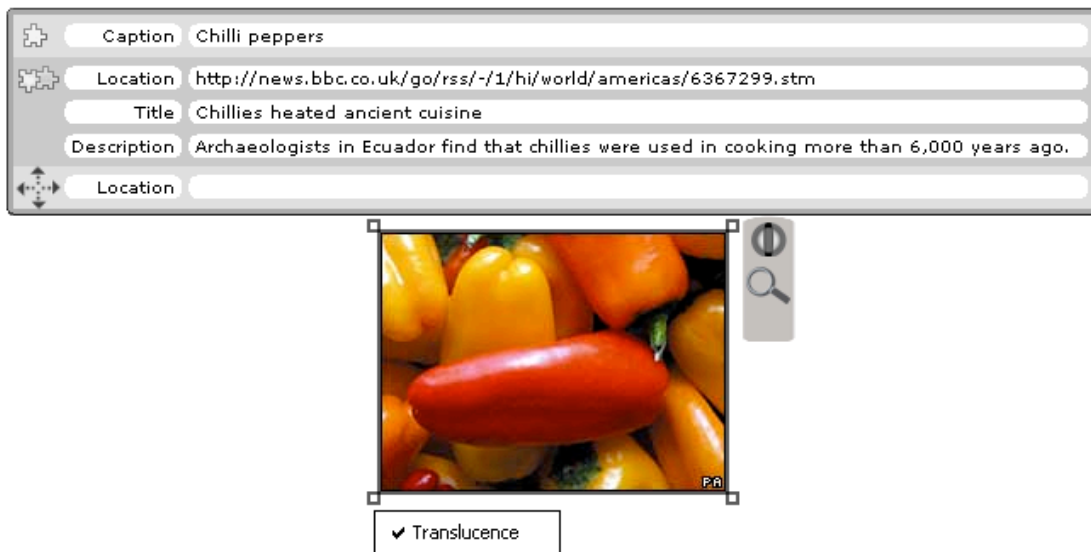 Caption Chilli peppers
Location http://news.bbc.co.uk/go/rss/-/1/hi/world/americas/6367299.stm
Title Chillies heated ancient cuisine
Description Archaeologists in Ecuador find that chillies were used in cooking more than 6,000 years ago.
Location
PA
✔ Translucence